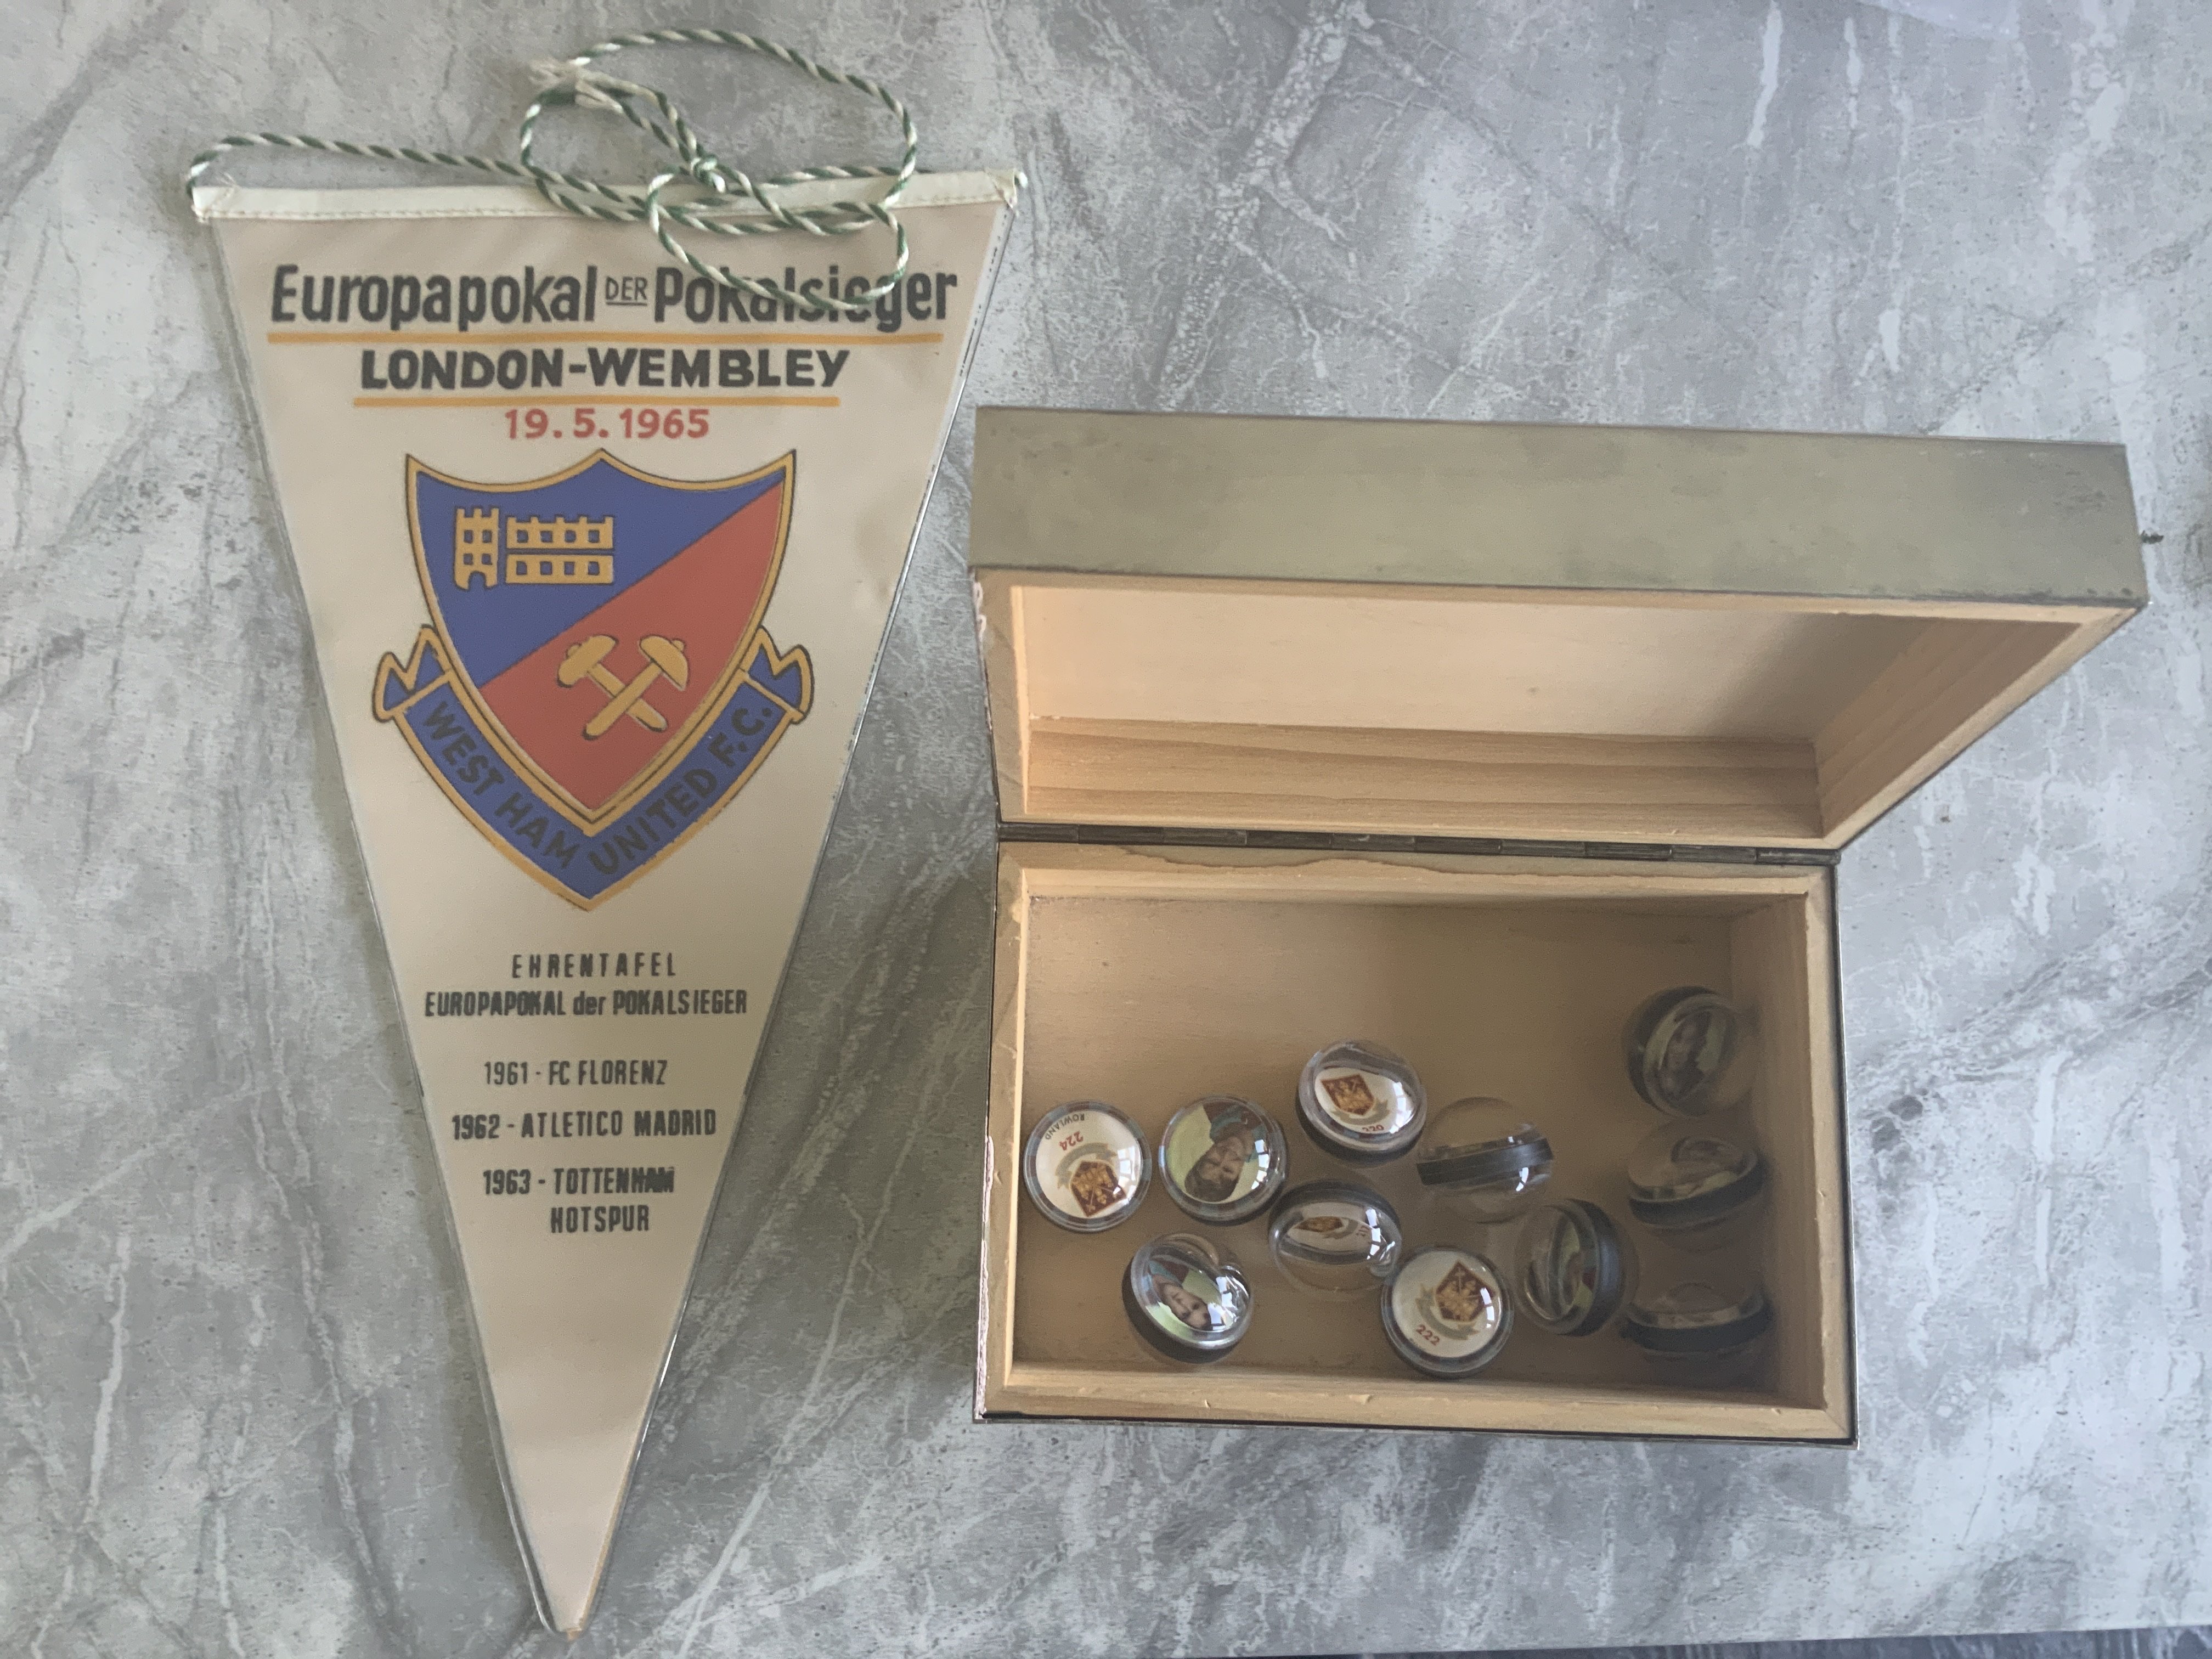 Europapokal DER Pokalsieger
LONDON-WEMBLEY
19.5.1965
WEST HAM UNITED F.C.
EHRENTAFEL
EUROPAPOKAL der POKALSIEGER
1961 - FC FLORENZ
1962 - ATLETICO MADRID
1963 - TOTTENHAM
HOTSPUR
220
ROWLAND
224
222